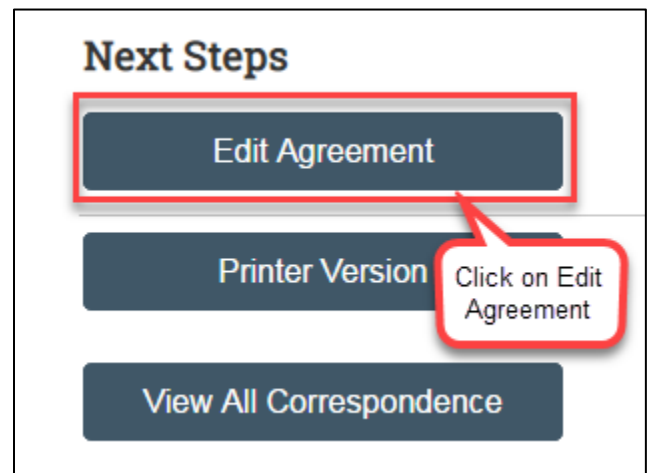 Next Steps
Edit Agreement
Printer Version
Click on Edit
Agreement
View All Correspondence